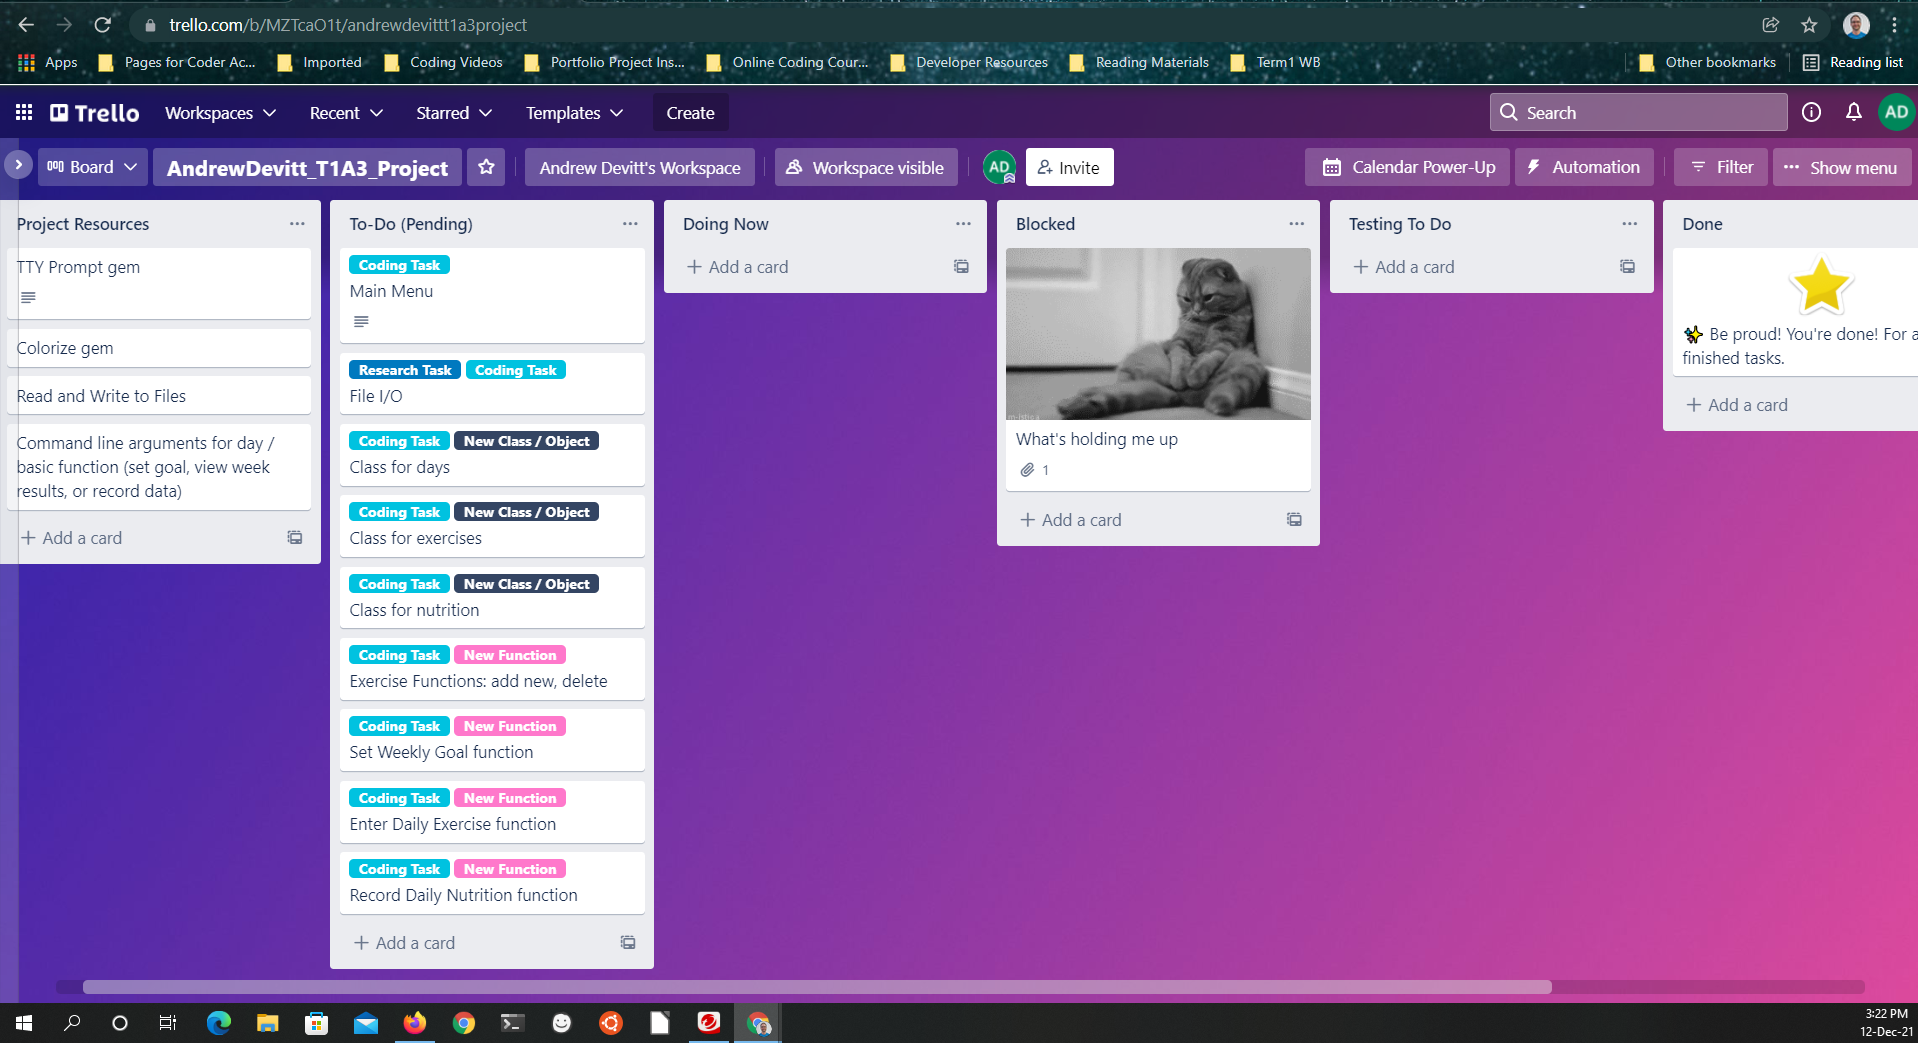 trello.com/b/MZTcaO1t/andrewdevittt1a3project
Apps
Pages for Coder Ac...
Imported
Coding Videos
Portfolio Project Ins...
Online Coding Cour...
Developer Resources
Reading Materials
Term1 WB
Other bookmarks
Reading list
Trello
Workspaces
Recent
Starred
Templates
Create
Search
AD
Board
AndrewDevitt_T1A3_Project
Andrew Devitt's Workspace
Workspace visible
AD
Invite
Calendar Power-Up
Automation
Filter
Show menu
Project Resources
TTY Prompt gem
Colorize gem
Read and Write to Files
Command line arguments for day /
basic function (set goal, view week
results, or record data)
+ Add a card
To-Do (Pending)
Coding Task
Main Menu
Research Task Coding Task
File I/O
Coding Task New Class / Object
Class for days
Coding Task New Class / Object
Class for exercises
Coding Task New Class / Object
Class for nutrition
Coding Task New Function
Exercise Functions: add new, delete
Coding Task New Function
Set Weekly Goal function
Coding Task New Function
Enter Daily Exercise function
Coding Task New Function
Record Daily Nutrition function
+ Add a card
Doing Now
+ Add a card
Blocked
What's holding me up
1
+ Add a card
Testing To Do
+ Add a card
Done
✨ Be proud! You're done! For a
finished tasks.
+ Add a card
3:22 PM
12-Dec-21